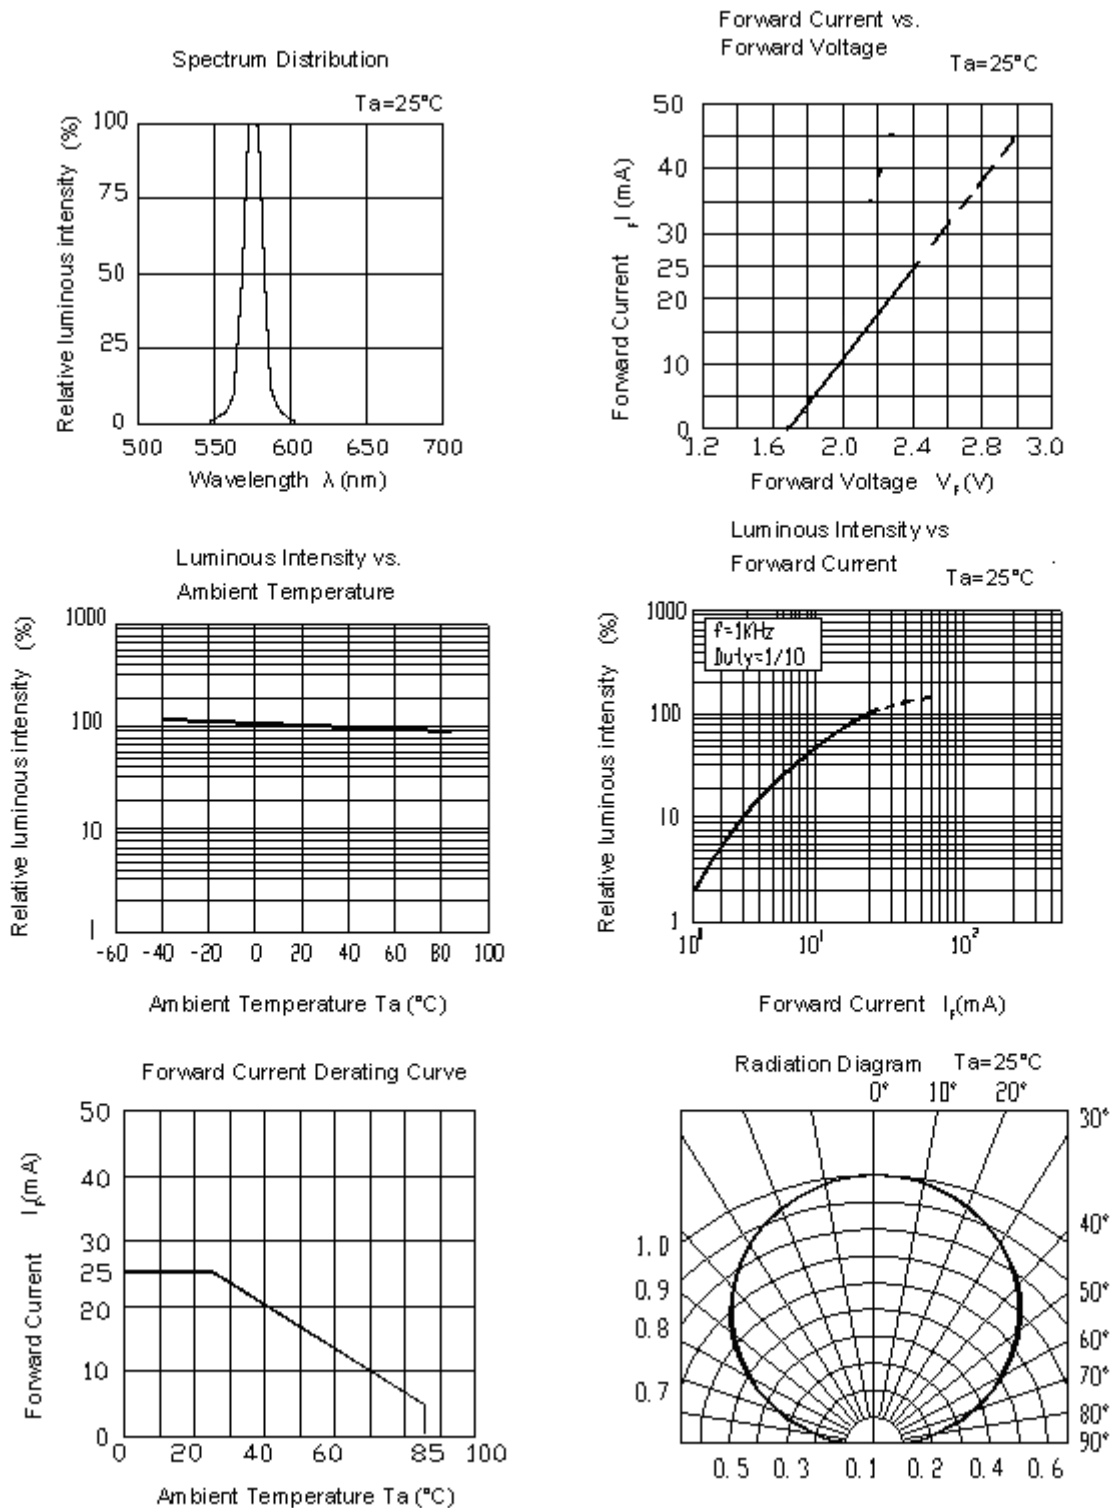 Spectrum Distribution
Ta=25°C
Relative luminous intensity (%)
100
75
50
25
0
500 550 600 650 700
Wavelength λ (nm)
Forward Current vs.
Forward Voltage
Ta=25°C
Forward Current FI (mA)
50
40
30
25
20
10
0
1.2 1.6 2.0 2.4 2.8 3.0
Forward Voltage VF(V)
Luminous Intensity vs.
Ambient Temperature
Relative luminous intensity (%)
1000
100
10
1
-60 -40 -20 0 20 40 60 80 100
Ambient Temperature Ta (°C)
Luminous Intensity vs
Forward Current
Ta=25°C
Relative luminous intensity (%)
f=1KHz
Duty=1/10
1000
100
10
1
10⁰ 10¹ 10²
Forward Current IF(mA)
Forward Current Derating Curve
Forward Current IF(mA)
50
40
30
25
20
10
0
0 20 40 60 85 100
Ambient Temperature Ta (°C)
Radiation Diagram Ta=25°C
0° 10° 20°
30°
40°
50°
60°
70°
80°
90°
1.0
0.9
0.8
0.7
0.5 0.3 0.1 0.2 0.4 0.6